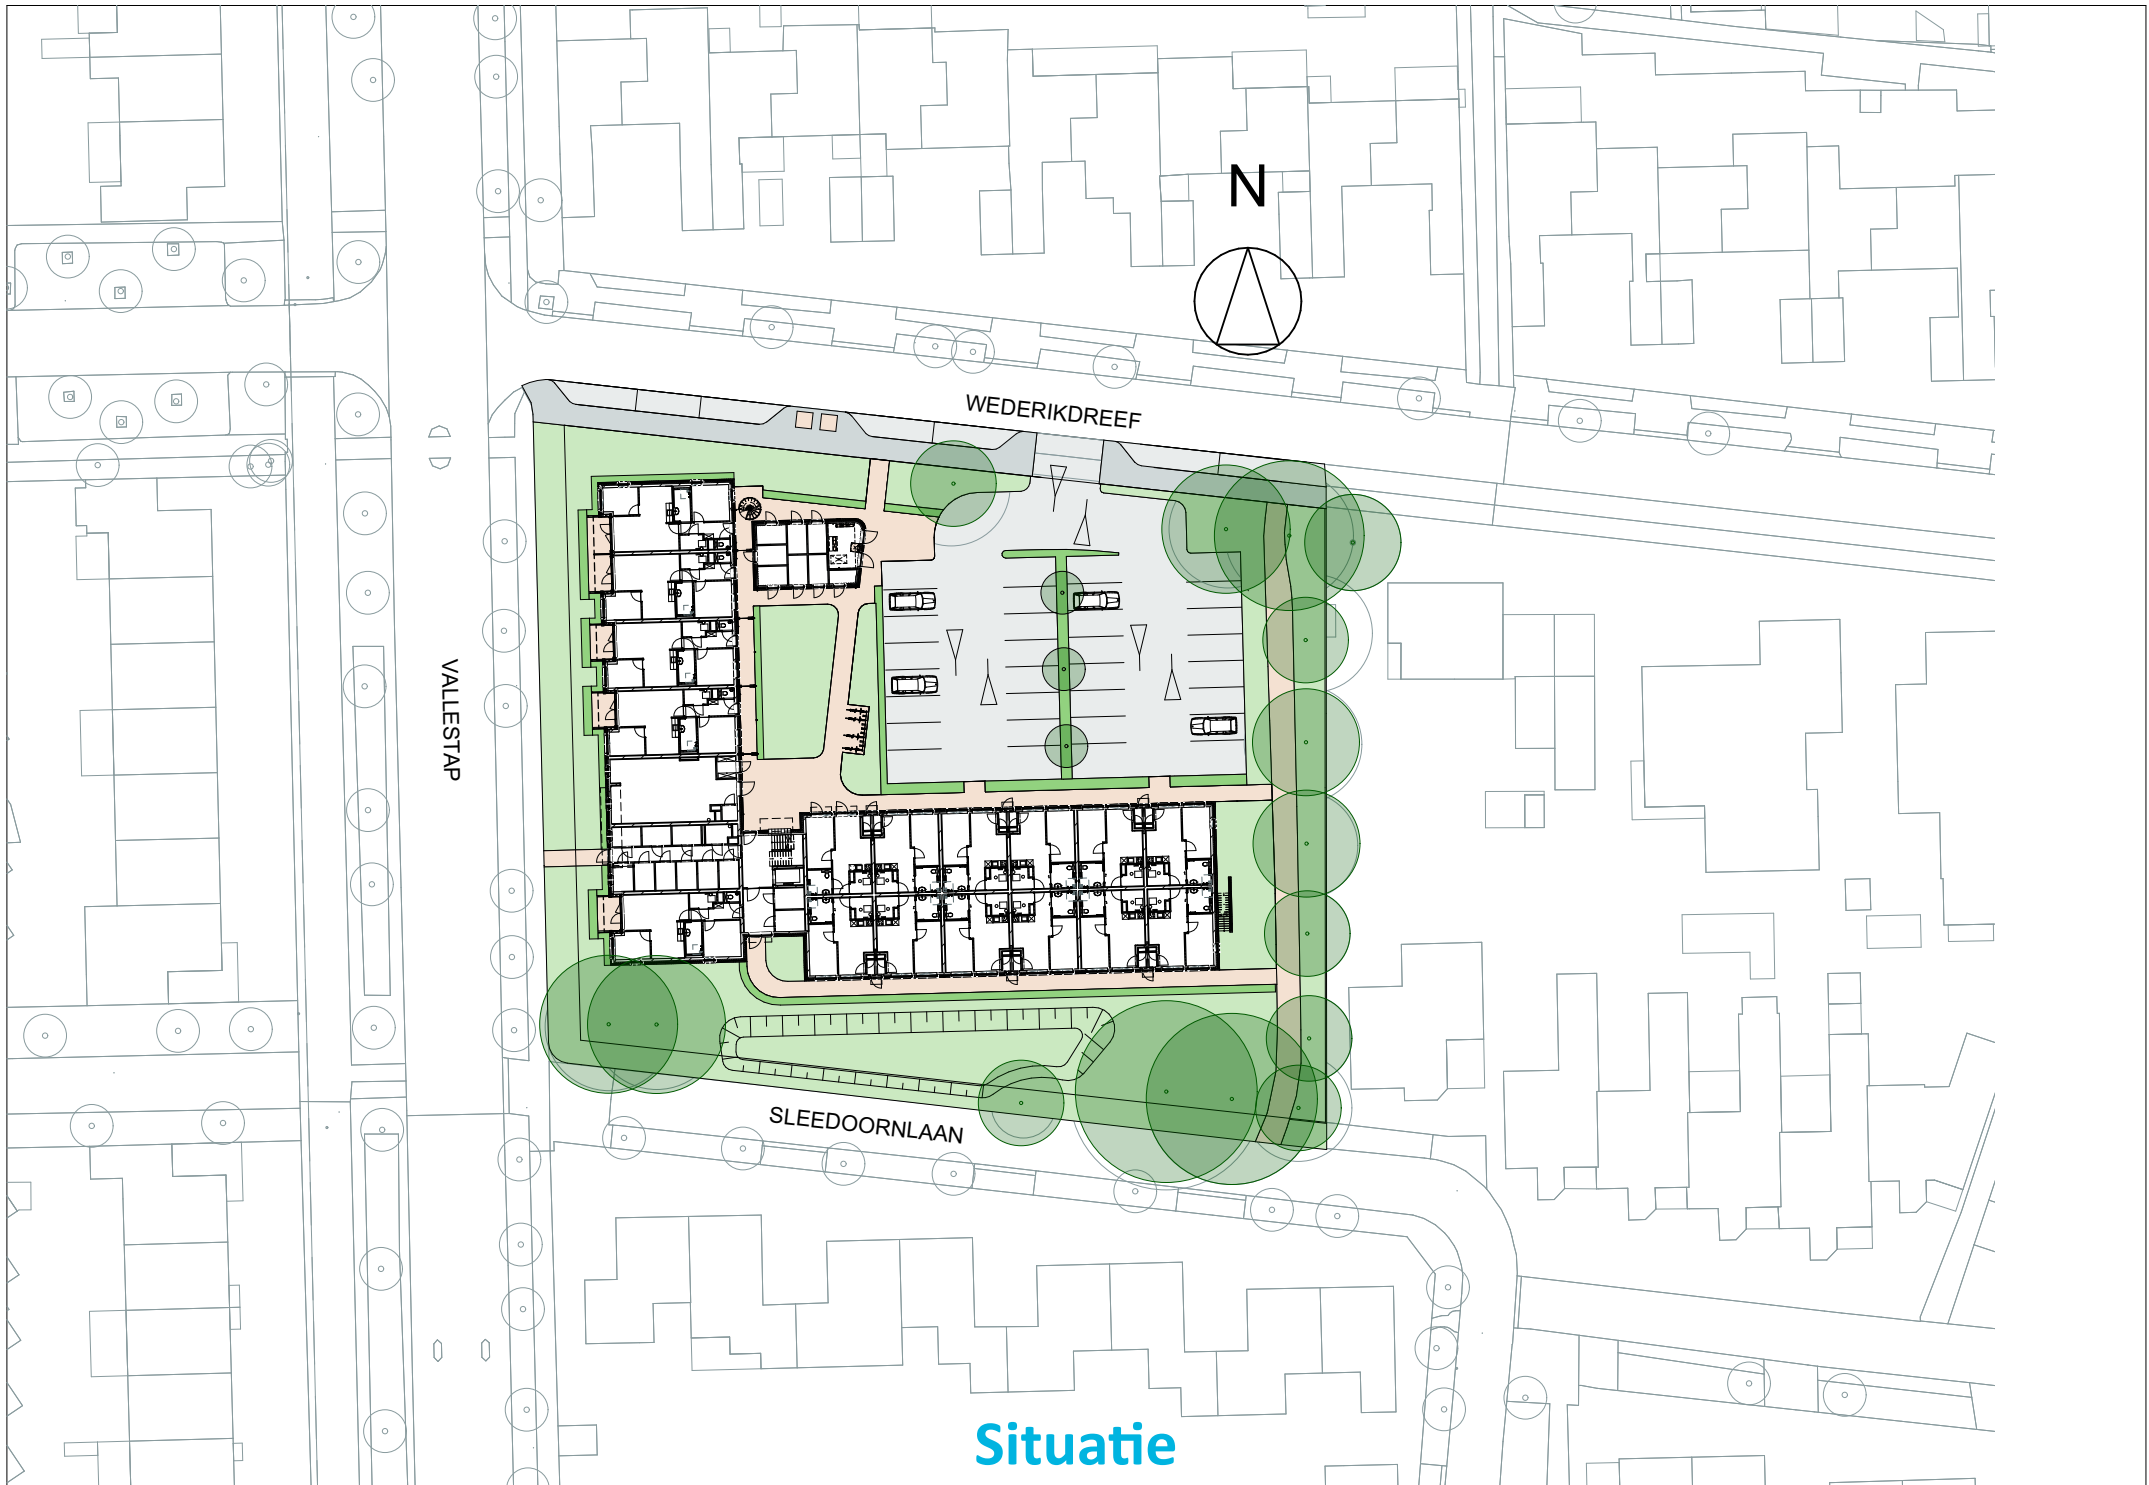 N
WEDERIKDREEF
VALLESTAP
SLEEDOORNLAAN
Situatie